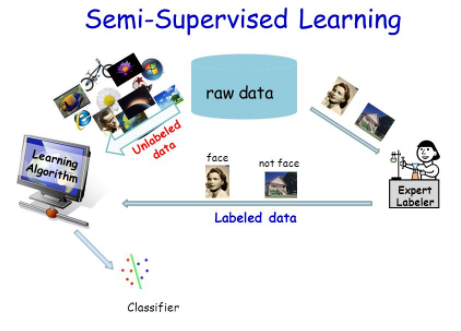 Semi-Supervised Learning
raw data
Unlabeled
data
Learning
Algorithm
face
not face
Expert
Labeler
Labeled data
Classifier